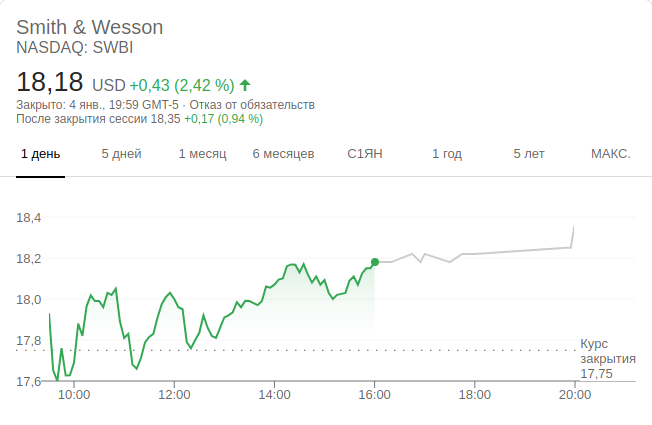 Smith & Wesson
NASDAQ: SWBI
18,18 USD +0,43 (2,42 %)
Закрыто: 4 янв., 19:59 GMT-5 · Отказ от обязательств
После закрытия сессии 18,35 +0,17 (0,94 %)
1 день 5 дней 1 месяц 6 месяцев С1ЯН 1 год 5 лет МАКС.
18,4
18,2
18,0
17,8
17,6
Курс
закрытия
17,75
10:00 12:00 14:00 16:00 18:00 20:00